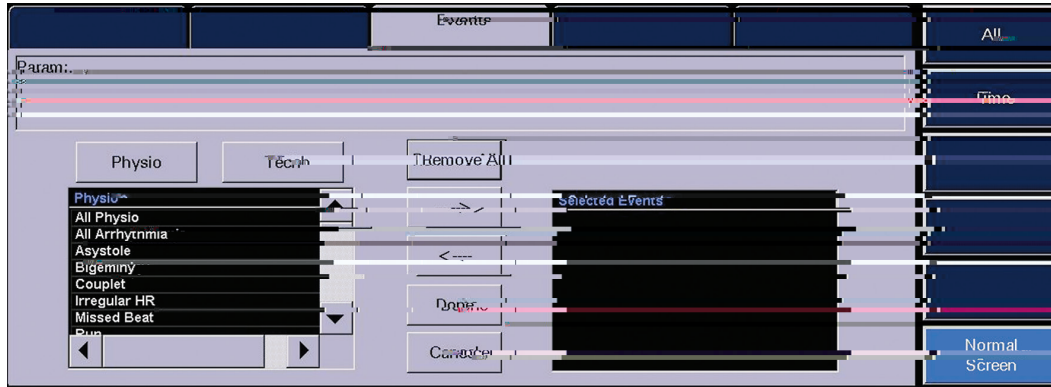 Events
All
Param:
Time
Physio
Tech
Remove All
Physio
Selected Events
All Physio
--->
All Arrhythmia
Asystole
<----
Bigeminy
Couplet
Irregular HR
Done
Missed Beat
Run
Cancel
Normal
Screen